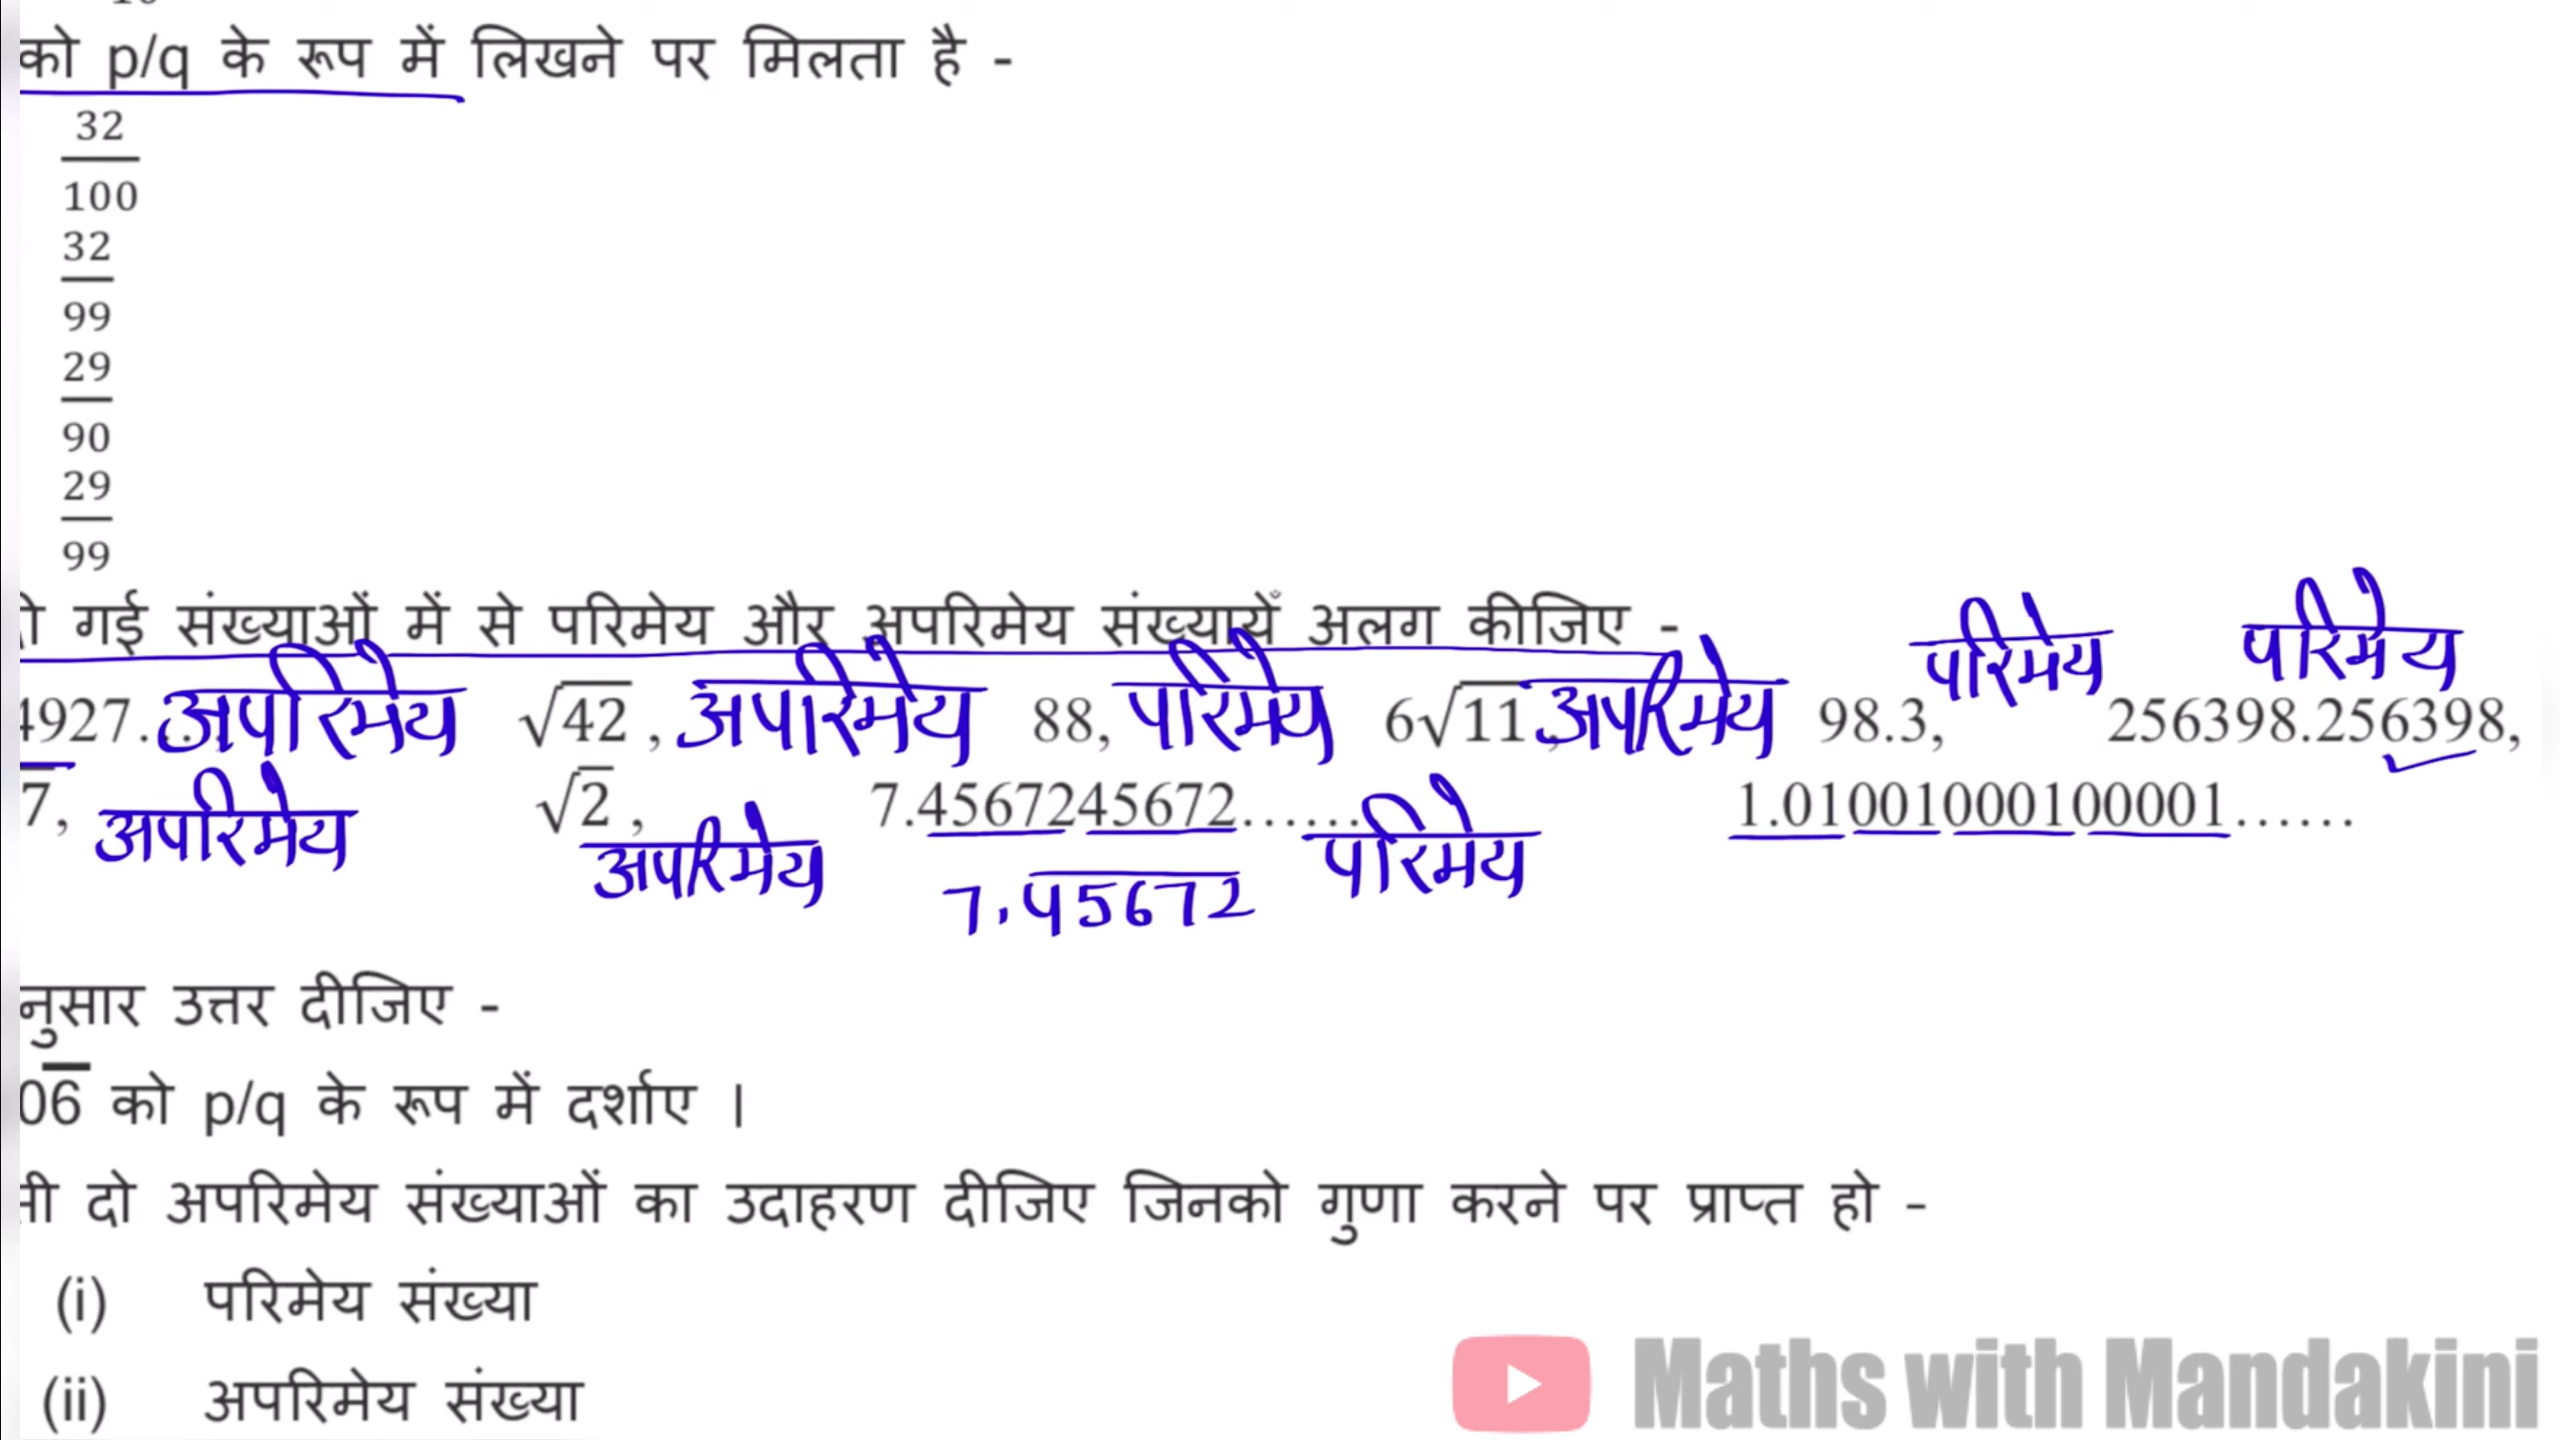 को p/q के रूप में लिखने पर मिलता है -
32
100
32
99
29
90
29
99
गई संख्याओं में से परिमेय और अपरिमेय संख्यायेँ अलग कीजिए -
परिमेय परिमेय
4927.... अपरिमेय √42 , अपरिमेय 88, परिमेय 6√11, अपरिमेय 98.3, 256398.256398,
7, अपरिमेय √2 , 7.4567245672...... परिमेय 1.01001000100001......
अपरिमेय
7.45672
नुसार उत्तर दीजिए -
06 को p/q के रूप में दर्शाए ।
दो अपरिमेय संख्याओं का उदाहरण दीजिए जिनको गुणा करने पर प्राप्त हो -
(i) परिमेय संख्या
(ii) अपरिमेय संख्या
Maths with Mandakini